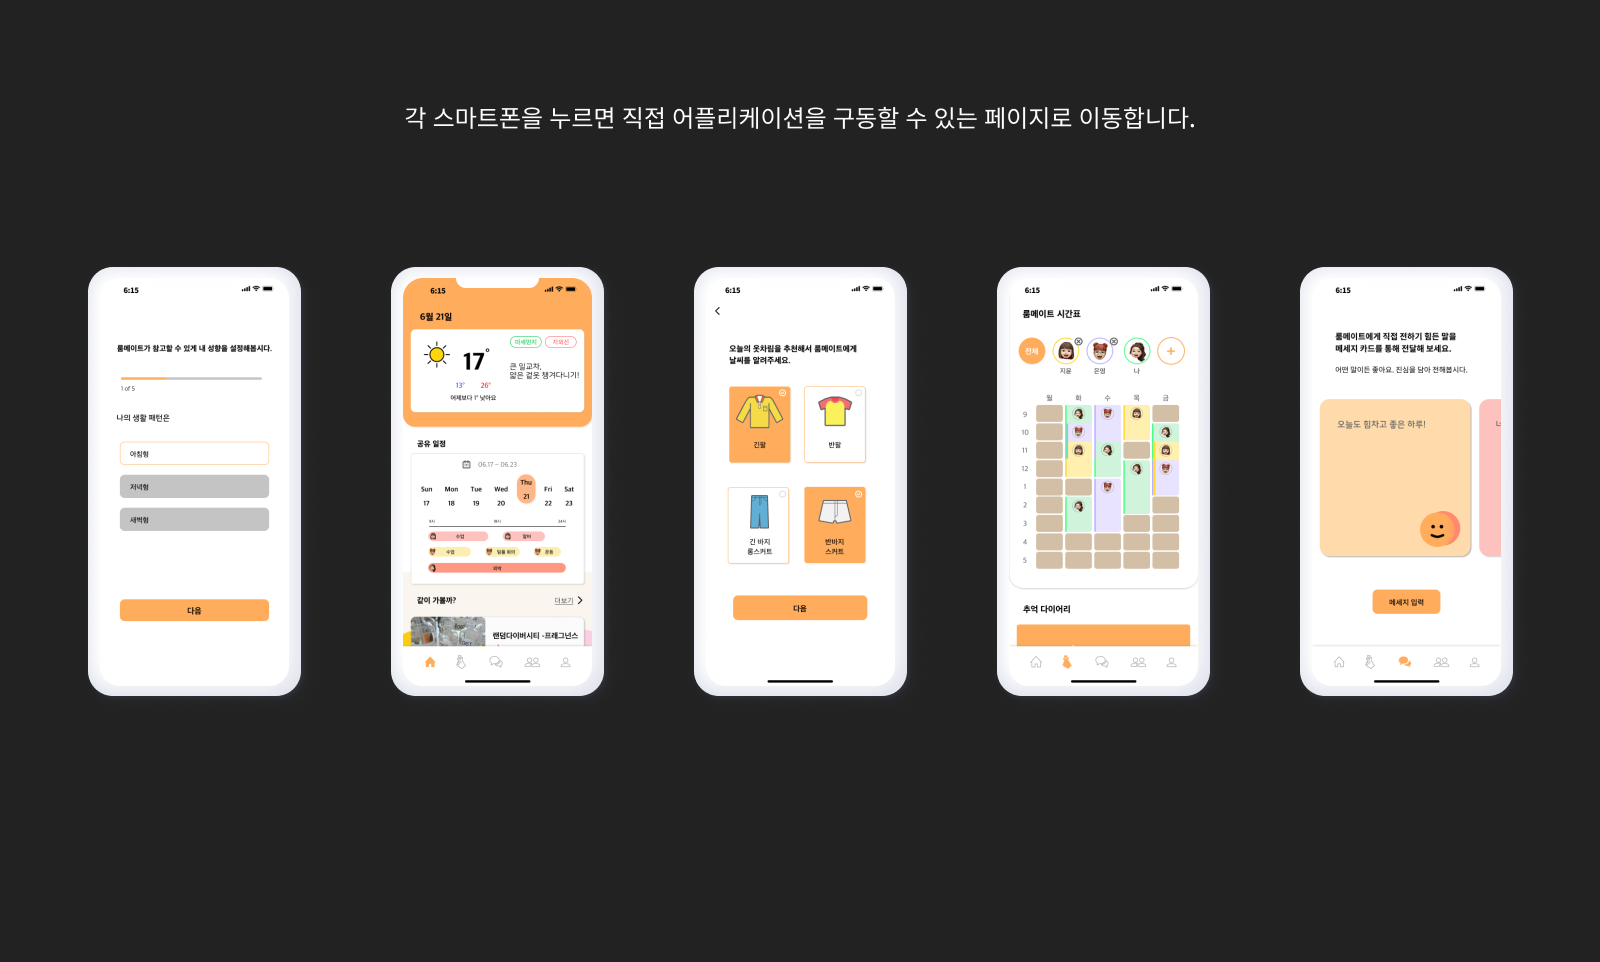 각 스마트폰을 누르면 직접 어플리케이션을 구동할 수 있는 페이지로 이동합니다.
6:15
룸메이트가 참고할 수 있게 내 성향을 설정해봅시다.
1 of 5
나의 생활 패턴은
아침형
저녁형
새벽형
다음
6:15
6월 21일
미세먼지 자외선
17°
큰 일교차,
얇은 겉옷 챙겨다니기!
13° 26°
어제보다 1° 낮아요
공유 일정
06.17 – 06.23
Sun Mon Tue Wed Thu Fri Sat
17 18 19 20 21 22 23
수업 알바
수업 팀플 회의 운동
외박
같이 가볼까?
더보기
랜덤다이버시티 -프래그넌스
6:15
오늘의 옷차림을 추천해서 룸메이트에게
날씨를 알려주세요.
긴팔 반팔
긴 바지
롱스커트
반바지
스커트
다음
6:15
룸메이트 시간표
전체
지윤 은영 나
월 화 수 목 금
9
10
11
12
1
2
3
4
5
추억 다이어리
6:15
룸메이트에게 직접 전하기 힘든 말을
메세지 카드를 통해 전달해 보세요.
어떤 말이든 좋아요. 진심을 담아 전해봅시다.
오늘도 힘차고 좋은 하루!
메세지 입력